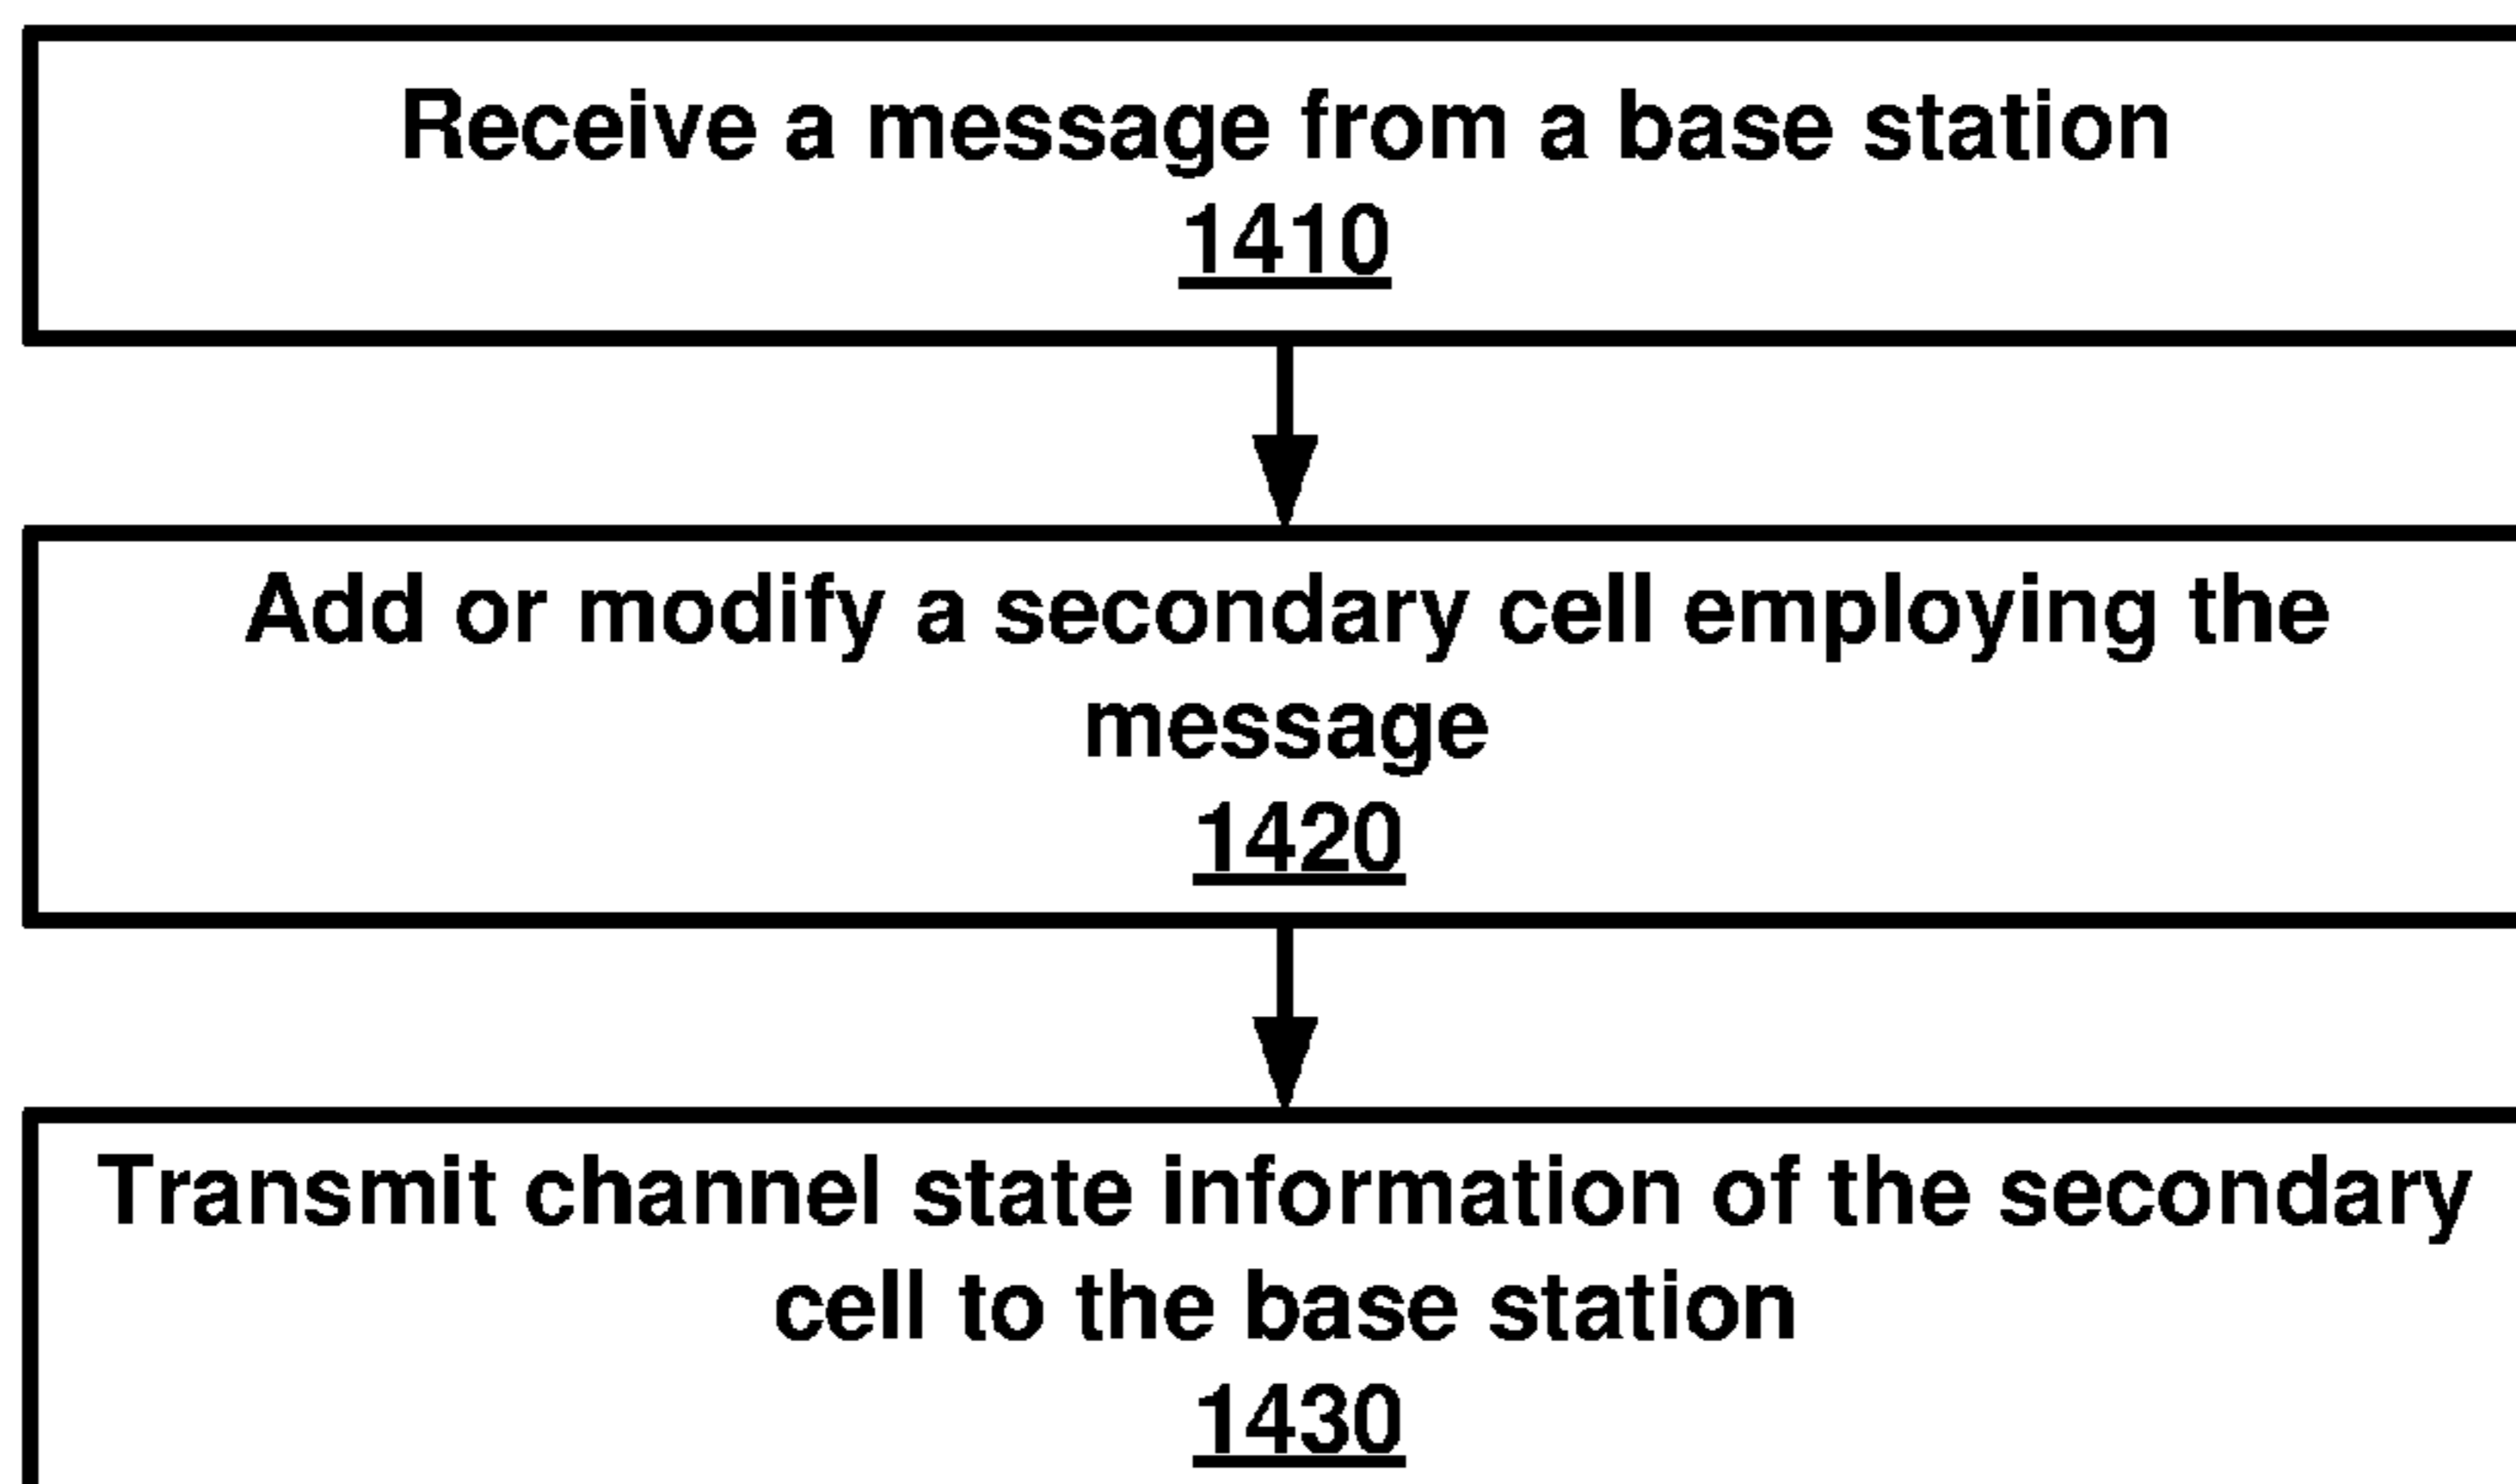 Receive a message from a base station
1410
Add or modify a secondary cell employing the
message
1420
Transmit channel state information of the secondary
cell to the base station
1430